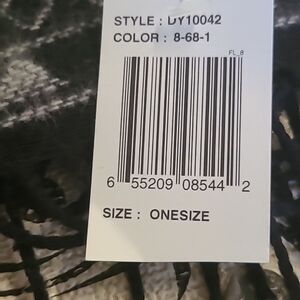 STYLE : DY10042
COLOR : 8-68-1
FL_8
6 55209 08544 2
SIZE : ONESIZE